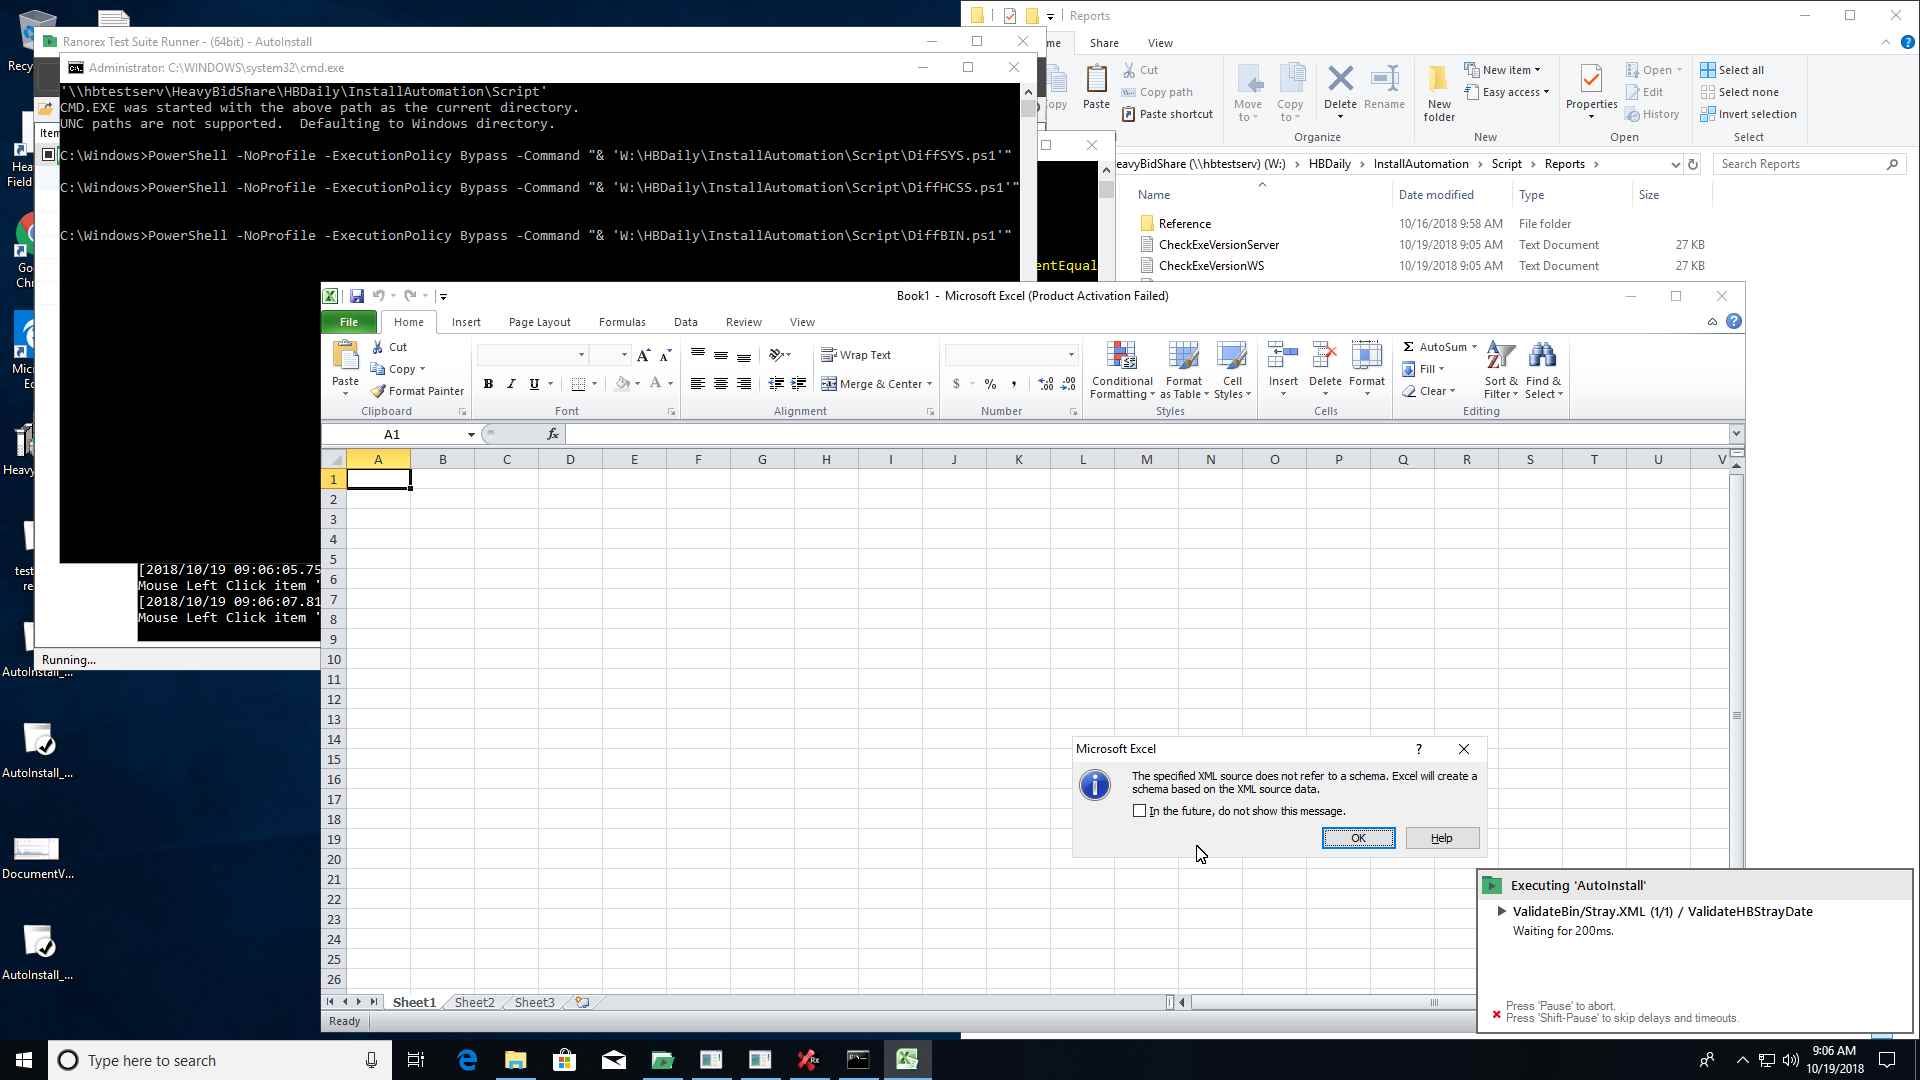 Recyc
Heav
Field
Go
Chr
Micr
Ed
Heavy
test
re
AutoInstall_...
AutoInstall_...
DocumentV...
AutoInstall_...
Ranorex Test Suite Runner - (64bit) - AutoInstall
Item
Running...
Administrator: C:\WINDOWS\system32\cmd.exe
'\\hbtestserv\HeavyBidShare\HBDaily\InstallAutomation\Script'
CMD.EXE was started with the above path as the current directory.
UNC paths are not supported.  Defaulting to Windows directory.
C:\Windows>PowerShell -NoProfile -ExecutionPolicy Bypass -Command "& 'W:\HBDaily\InstallAutomation\Script\DiffSYS.ps1'"
C:\Windows>PowerShell -NoProfile -ExecutionPolicy Bypass -Command "& 'W:\HBDaily\InstallAutomation\Script\DiffHCSS.ps1'"
C:\Windows>PowerShell -NoProfile -ExecutionPolicy Bypass -Command "& 'W:\HBDaily\InstallAutomation\Script\DiffBIN.ps1'"
entEqual
[2018/10/19 09:06:05.75
Mouse Left Click item '
[2018/10/19 09:06:07.81
Mouse Left Click item '
Reports
me Share View
opy Paste Cut Copy path Paste shortcut
Move to Copy to Delete Rename
Organize
New folder New item Easy access
New
Properties Open Edit History
Open
Select all Select none Invert selection
Select
eavyBidShare (\\hbtestserv) (W:) > HBDaily > InstallAutomation > Script > Reports >
Search Reports
Name Date modified Type Size
Reference 10/16/2018 9:58 AM File folder
CheckExeVersionServer 10/19/2018 9:05 AM Text Document 27 KB
CheckExeVersionWS 10/19/2018 9:05 AM Text Document 27 KB
Book1 - Microsoft Excel (Product Activation Failed)
File Home Insert Page Layout Formulas Data Review View
Paste Cut Copy Format Painter
Clipboard
B I U A
Font
Wrap Text
Merge & Center
Alignment
$ % ,
Number
Conditional Formatting Format as Table Cell Styles
Styles
Insert Delete Format
Cells
Σ AutoSum Fill Clear Sort & Filter Find & Select
Editing
A1 fx
A B C D E F G H I J K L M N O P Q R S T U V
1
2
3
4
5
6
7
8
9
10
11
12
13
14
15
16
17
18
19
20
21
22
23
24
25
26
Microsoft Excel ?
The specified XML source does not refer to a schema. Excel will create a
schema based on the XML source data.
In the future, do not show this message.
OK Help
Sheet1 Sheet2 Sheet3
Ready
Executing 'AutoInstall'
ValidateBin/Stray.XML (1/1) / ValidateHBStrayDate
Waiting for 200ms.
Press 'Pause' to abort.
Press 'Shift-Pause' to skip delays and timeouts.
Type here to search
Rx
9:06 AM
10/19/2018